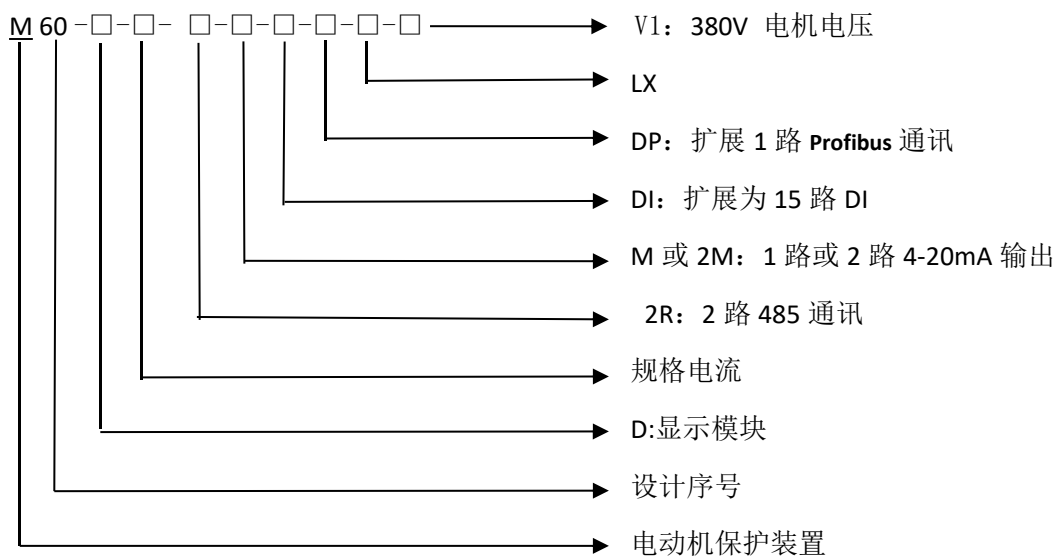 M 60 -□-□- □-□-□-□-□-□
V1：380V 电机电压
LX
DP：扩展 1 路 Profibus 通讯
DI：扩展为 15 路 DI
M 或 2M：1 路或 2 路 4-20mA 输出
2R：2 路 485 通讯
规格电流
D:显示模块
设计序号
电动机保护装置